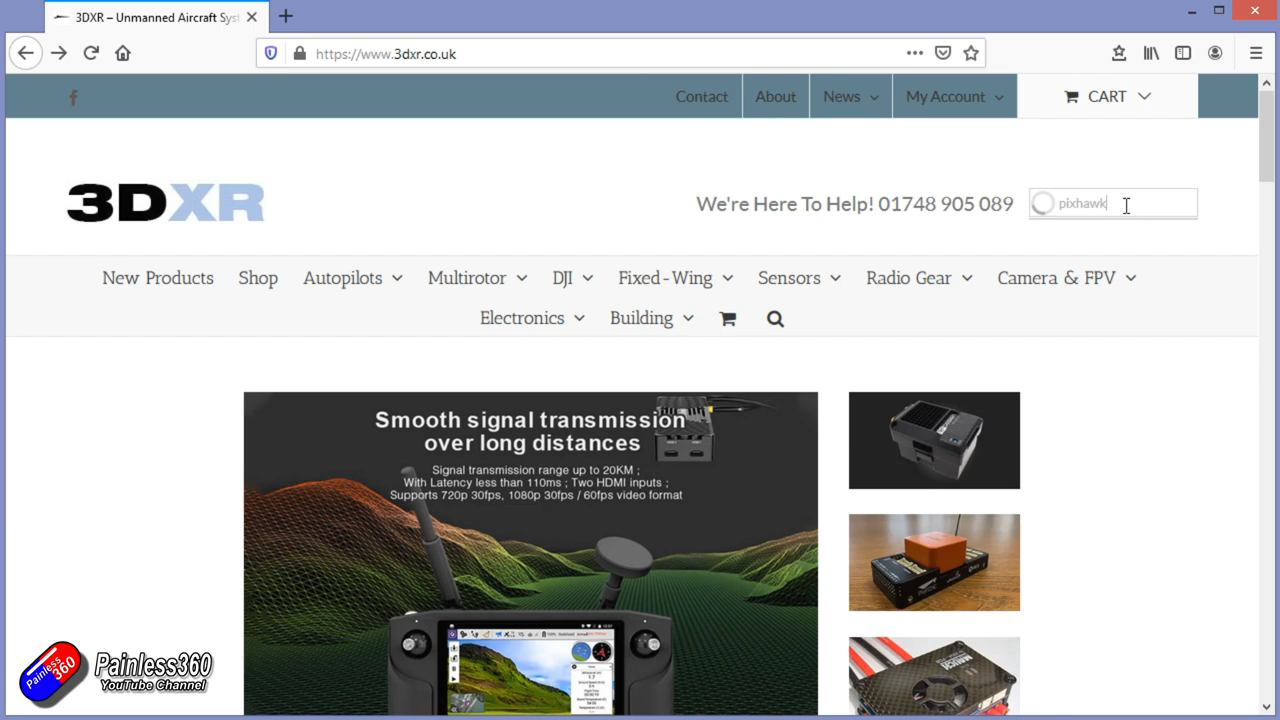 3DXR – Unmanned Aircraft Syst
https://www.3dxr.co.uk
Contact
About
News
My Account
CART
3DXR
We're Here To Help! 01748 905 089
pixhawk
New Products
Shop
Autopilots
Multirotor
DJI
Fixed-Wing
Sensors
Radio Gear
Camera & FPV
Electronics
Building
Smooth signal transmission
over long distances
Signal transmission range up to 20KM ;
With Latency less than 110ms ; Two HDMI inputs ;
Supports 720p 30fps, 1080p 30fps / 60fps video format
Painless
360
Painless360
YouTube Channel